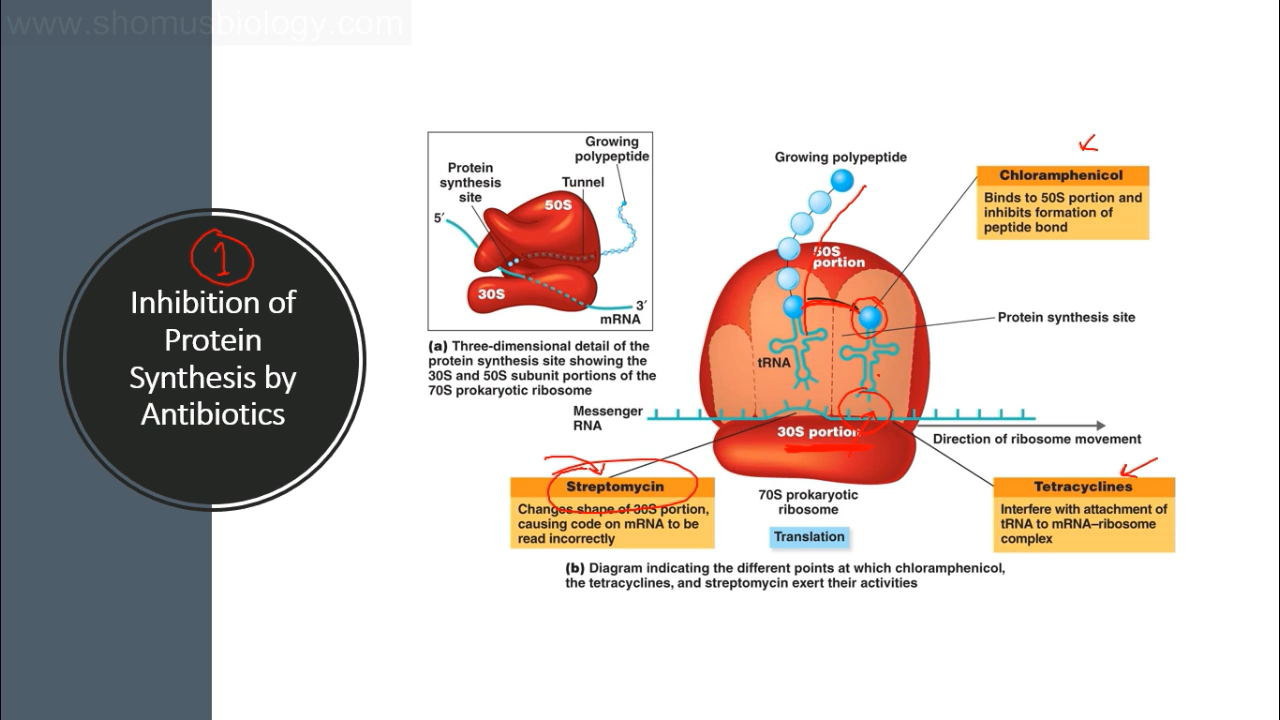 www.shomusbiology.com
1
Inhibition of
Protein
Synthesis by
Antibiotics
Growing
polypeptide
Protein
synthesis
site
Tunnel
50S
5′
30S
3′
mRNA
(a) Three-dimensional detail of the
protein synthesis site showing the
30S and 50S subunit portions of the
70S prokaryotic ribosome
Growing polypeptide
50S
portion
Chloramphenicol
Binds to 50S portion and
inhibits formation of
peptide bond
Protein synthesis site
tRNA
Messenger
RNA
30S portion
Direction of ribosome movement
Streptomycin
Changes shape of 30S portion,
causing code on mRNA to be
read incorrectly
70S prokaryotic
ribosome
Translation
Tetracyclines
Interfere with attachment of
tRNA to mRNA–ribosome
complex
(b) Diagram indicating the different points at which chloramphenicol,
the tetracyclines, and streptomycin exert their activities